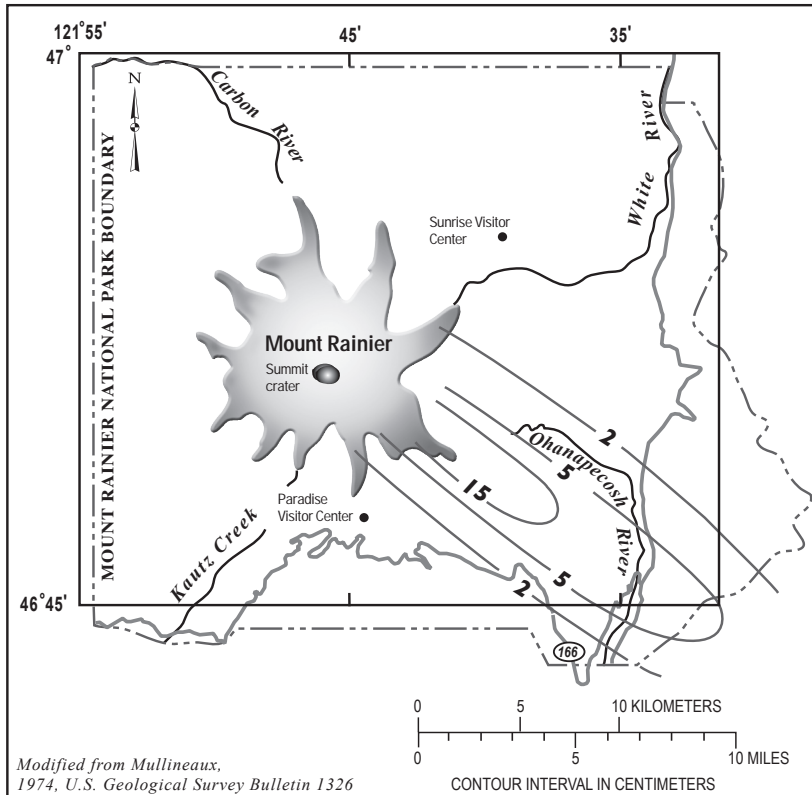 121°55'
45'
35'
47°
N
Carbon
River
River
White
MOUNT RAINIER NATIONAL PARK BOUNDARY
Sunrise Visitor
Center
Mount Rainier
Summit
crater
2
Ohanapecosh
5
15
Paradise
Visitor Center
Kautz Creek
River
5
2
46°45'
166
0 5 10 KILOMETERS
0 5 10 MILES
CONTOUR INTERVAL IN CENTIMETERS
Modified from Mullineaux,
1974, U.S. Geological Survey Bulletin 1326